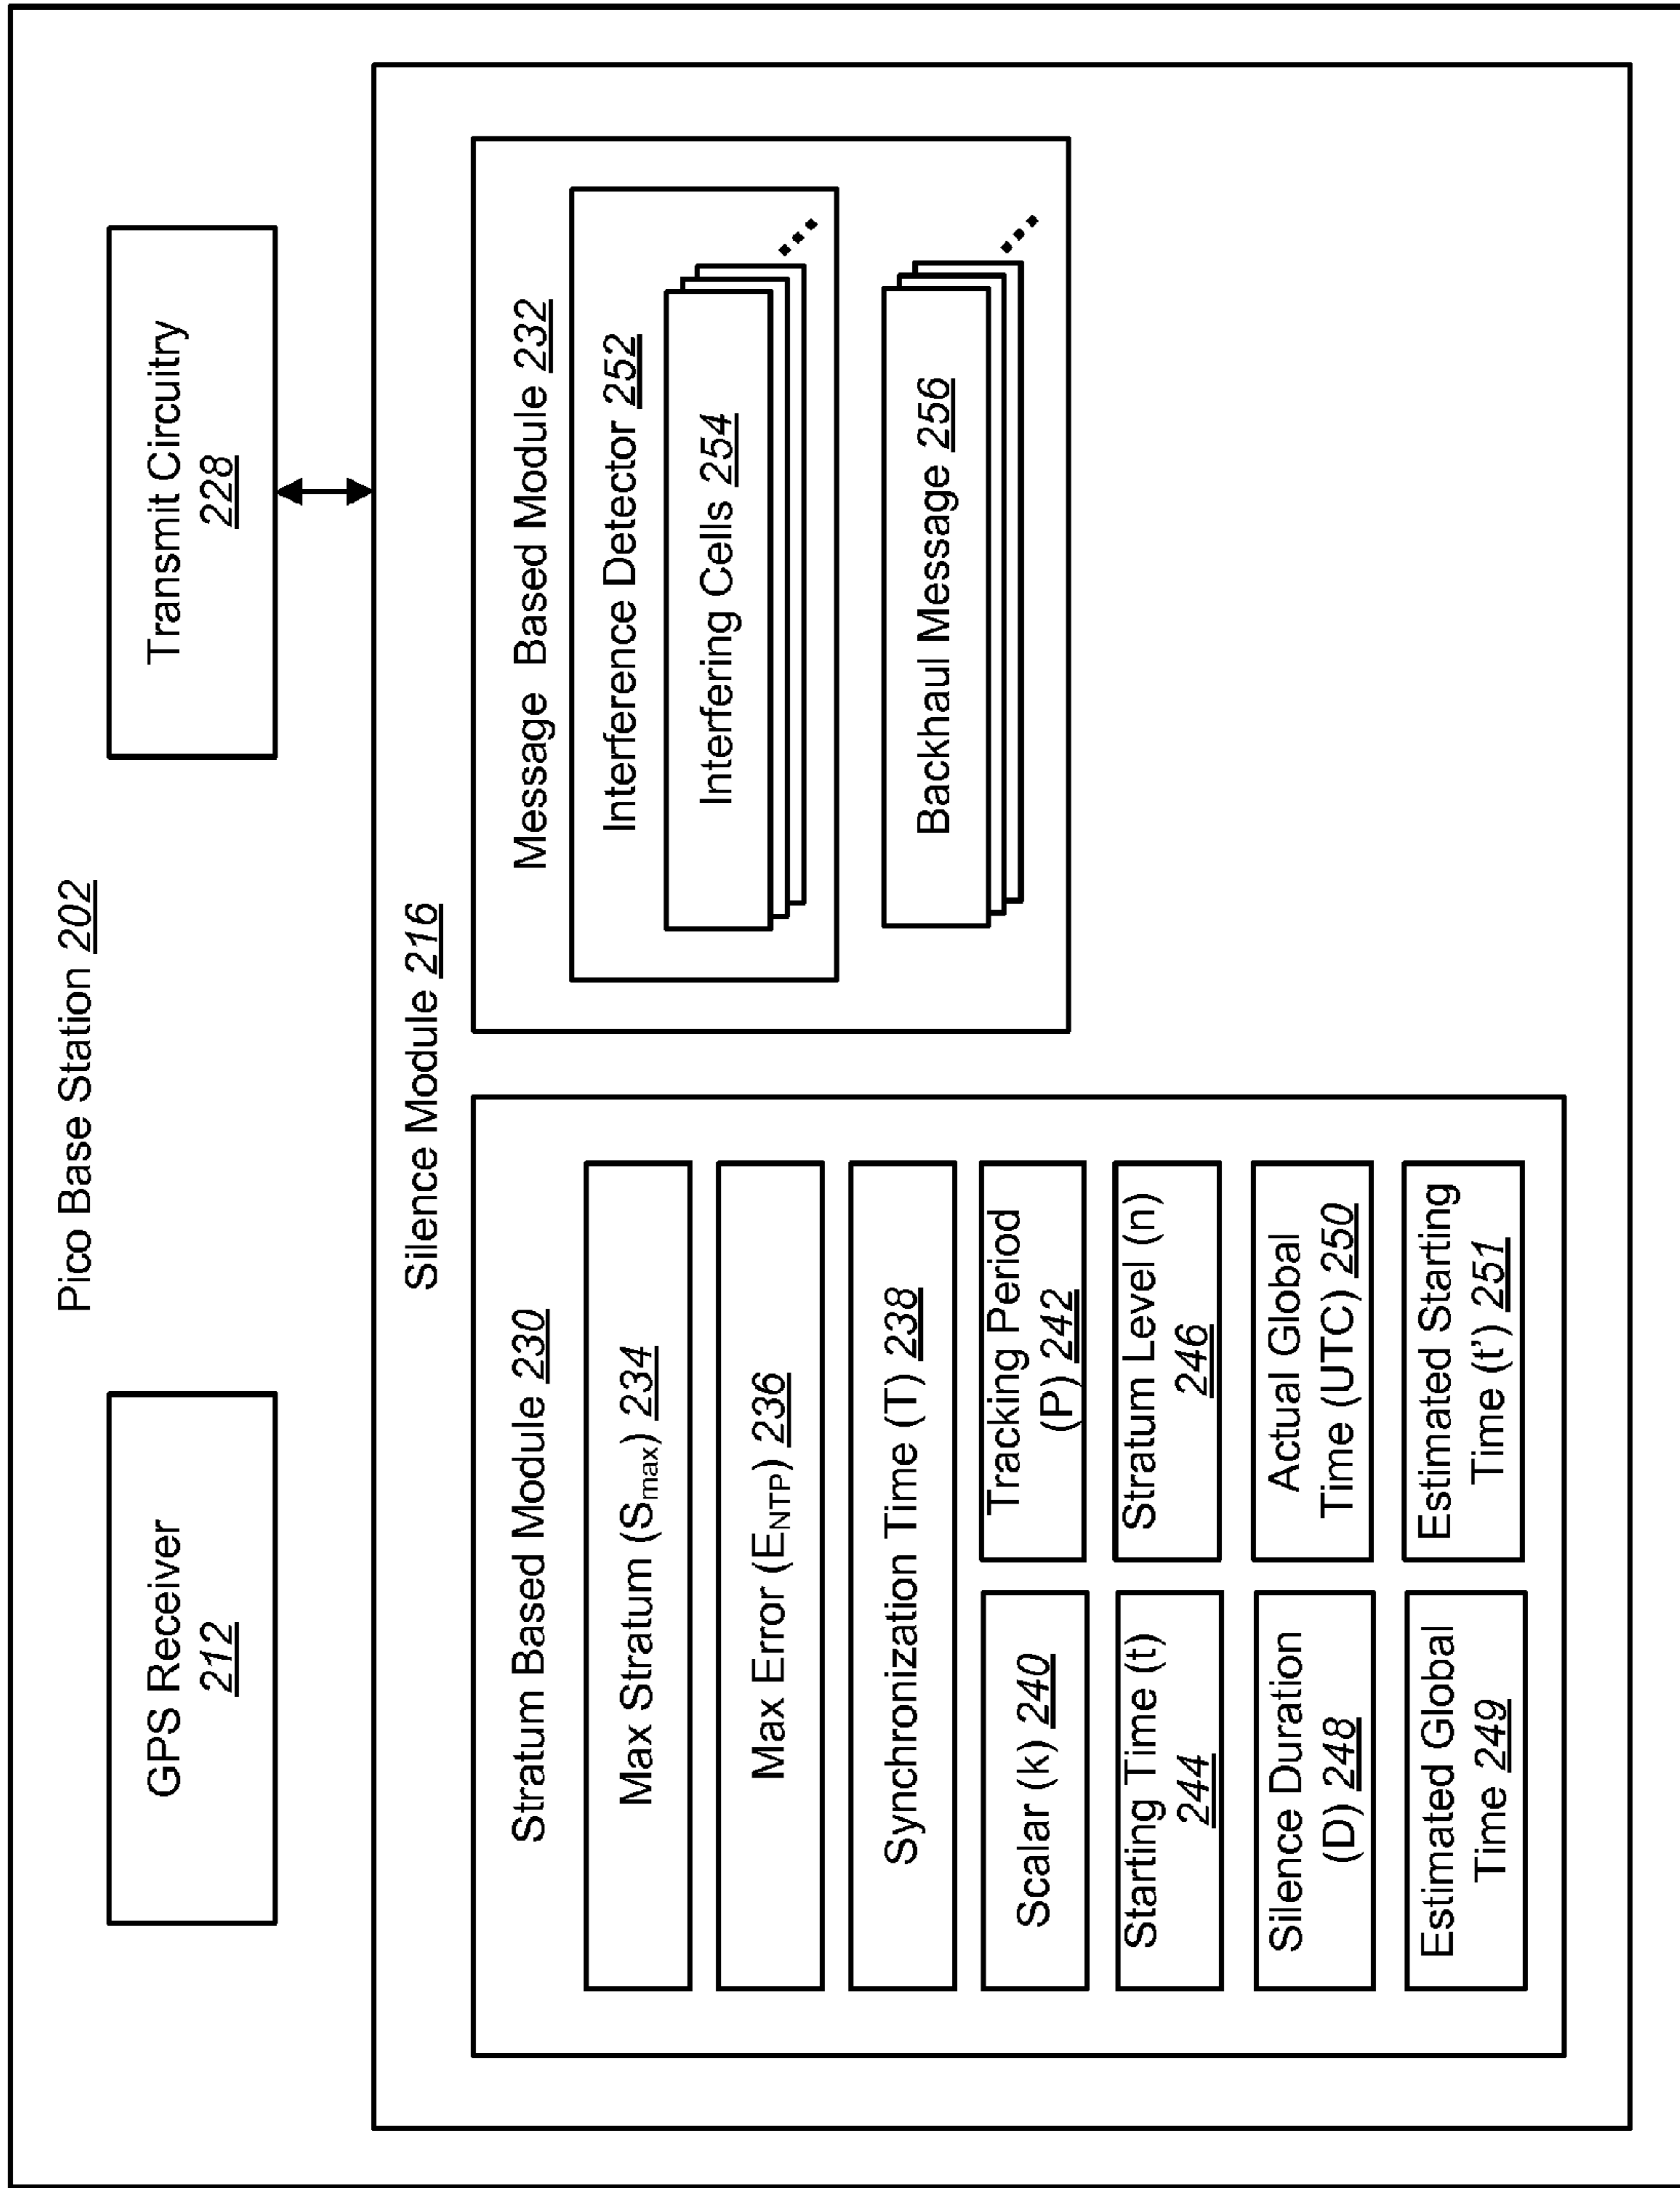 Pico Base Station 202
GPS Receiver
212
Transmit Circuitry
228
Silence Module 216
Stratum Based Module 230
Max Stratum (Smax) 234
Max Error (ENTP) 236
Synchronization Time (T) 238
Scalar (k) 240
Tracking Period
(P) 242
Starting Time (t)
244
Stratum Level (n)
246
Silence Duration
(D) 248
Actual Global
Time (UTC) 250
Estimated Global
Time 249
Estimated Starting
Time (t') 251
Message Based Module 232
Interference Detector 252
Interfering Cells 254
Backhaul Message 256